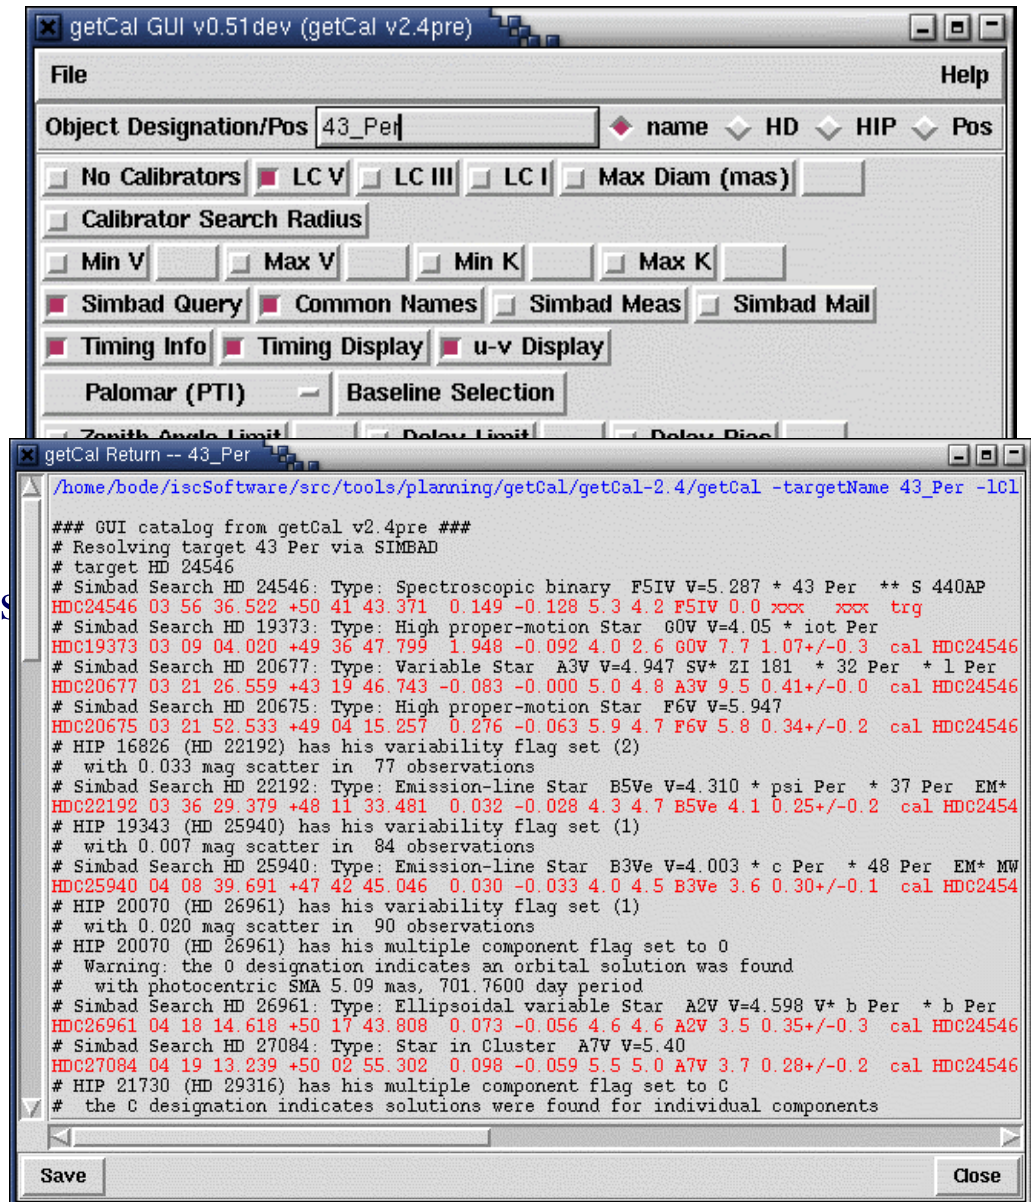 getCal GUI v0.51dev (getCal v2.4pre)
File Help
Object Designation/Pos 43_Per name HD HIP Pos
No Calibrators LC V LC III LC I Max Diam (mas)
Calibrator Search Radius
Min V Max V Min K Max K
Simbad Query Common Names Simbad Meas Simbad Mail
Timing Info Timing Display u-v Display
Palomar (PTI) Baseline Selection
Zenith Angle Limit Delay Limit Delay Bias
getCal Return -- 43_Per
/home/bode/iscSoftware/src/tools/planning/getCal/getCal-2.4/getCal -targetName 43_Per -lCl
### GUI catalog from getCal v2.4pre ###
# Resolving target 43 Per via SIMBAD
# target HD 24546
# Simbad Search HD 24546: Type: Spectroscopic binary F5IV V=5.287 * 43 Per ** S 440AP
HDC24546 03 56 36.522 +50 41 43.371 0.149 -0.128 5.3 4.2 F5IV 0.0 xxx xxx trg
# Simbad Search HD 19373: Type: High proper-motion Star G0V V=4.05 * iot Per
HDC19373 03 09 04.020 +49 36 47.799 1.948 -0.092 4.0 2.6 G0V 7.7 1.07+/-0.3 cal HDC24546
# Simbad Search HD 20677: Type: Variable Star A3V V=4.947 SV* ZI 181 * 32 Per * l Per
HDC20677 03 21 26.559 +43 19 46.743 -0.083 -0.000 5.0 4.8 A3V 9.5 0.41+/-0.0 cal HDC24546
# Simbad Search HD 20675: Type: High proper-motion Star F6V V=5.947
HDC20675 03 21 52.533 +49 04 15.257 0.276 -0.063 5.9 4.7 F6V 5.8 0.34+/-0.2 cal HDC24546
# HIP 16826 (HD 22192) has his variability flag set (2)
# with 0.033 mag scatter in 77 observations
# Simbad Search HD 22192: Type: Emission-line Star B5Ve V=4.310 * psi Per * 37 Per EM*
HDC22192 03 36 29.379 +48 11 33.481 0.032 -0.028 4.3 4.7 B5Ve 4.1 0.25+/-0.2 cal HDC2454
# HIP 19343 (HD 25940) has his variability flag set (1)
# with 0.007 mag scatter in 84 observations
# Simbad Search HD 25940: Type: Emission-line Star B3Ve V=4.003 * c Per * 48 Per EM* MW
HDC25940 04 08 39.691 +47 42 45.046 0.030 -0.033 4.0 4.5 B3Ve 3.6 0.30+/-0.1 cal HDC2454
# HIP 20070 (HD 26961) has his variability flag set (1)
# with 0.020 mag scatter in 90 observations
# HIP 20070 (HD 26961) has his multiple component flag set to O
# Warning: the O designation indicates an orbital solution was found
# with photocentric SMA 5.09 mas, 701.7600 day period
# Simbad Search HD 26961: Type: Ellipsoidal variable Star A2V V=4.598 V* b Per * b Per
HDC26961 04 18 14.618 +50 17 43.808 0.073 -0.056 4.6 4.6 A2V 3.5 0.35+/-0.3 cal HDC24546
# Simbad Search HD 27084: Type: Star in Cluster A7V V=5.40
HDC27084 04 19 13.239 +50 02 55.302 0.098 -0.059 5.5 5.0 A7V 3.7 0.28+/-0.2 cal HDC24546
# HIP 21730 (HD 29316) has his multiple component flag set to C
# the C designation indicates solutions were found for individual components
Save Close